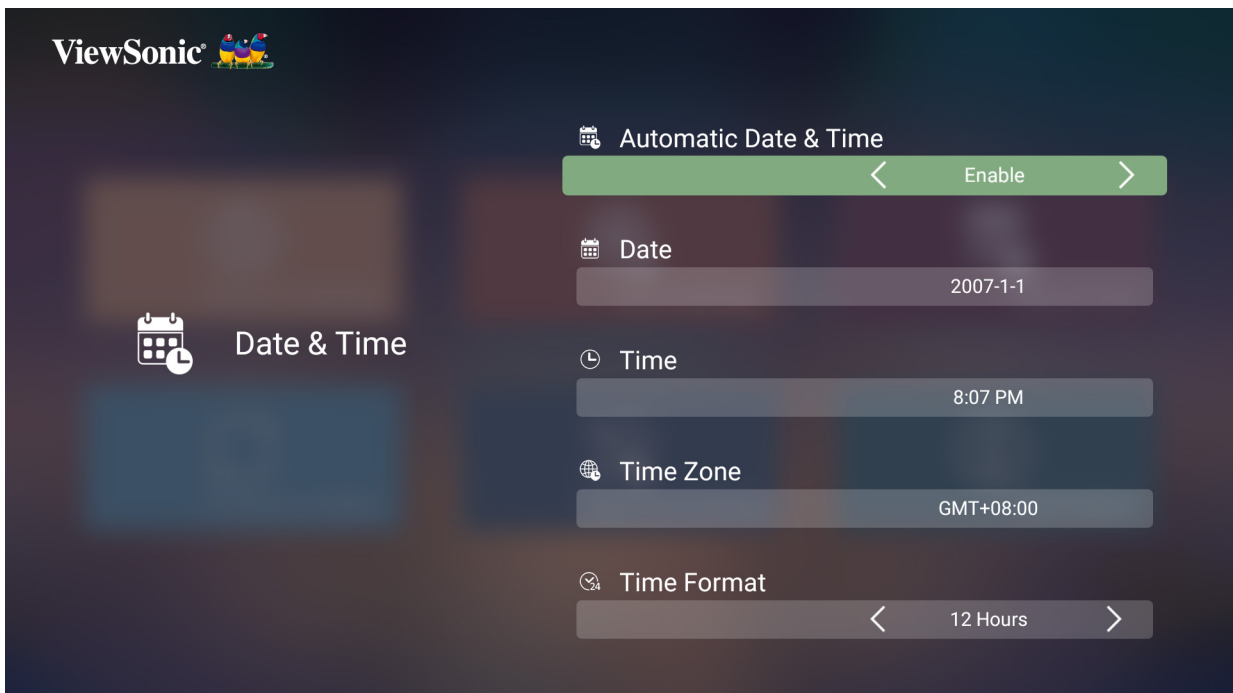 ViewSonic®
Automatic Date & Time
Enable
Date
2007-1-1
Date & Time
Time
8:07 PM
Time Zone
GMT+08:00
24
Time Format
12 Hours